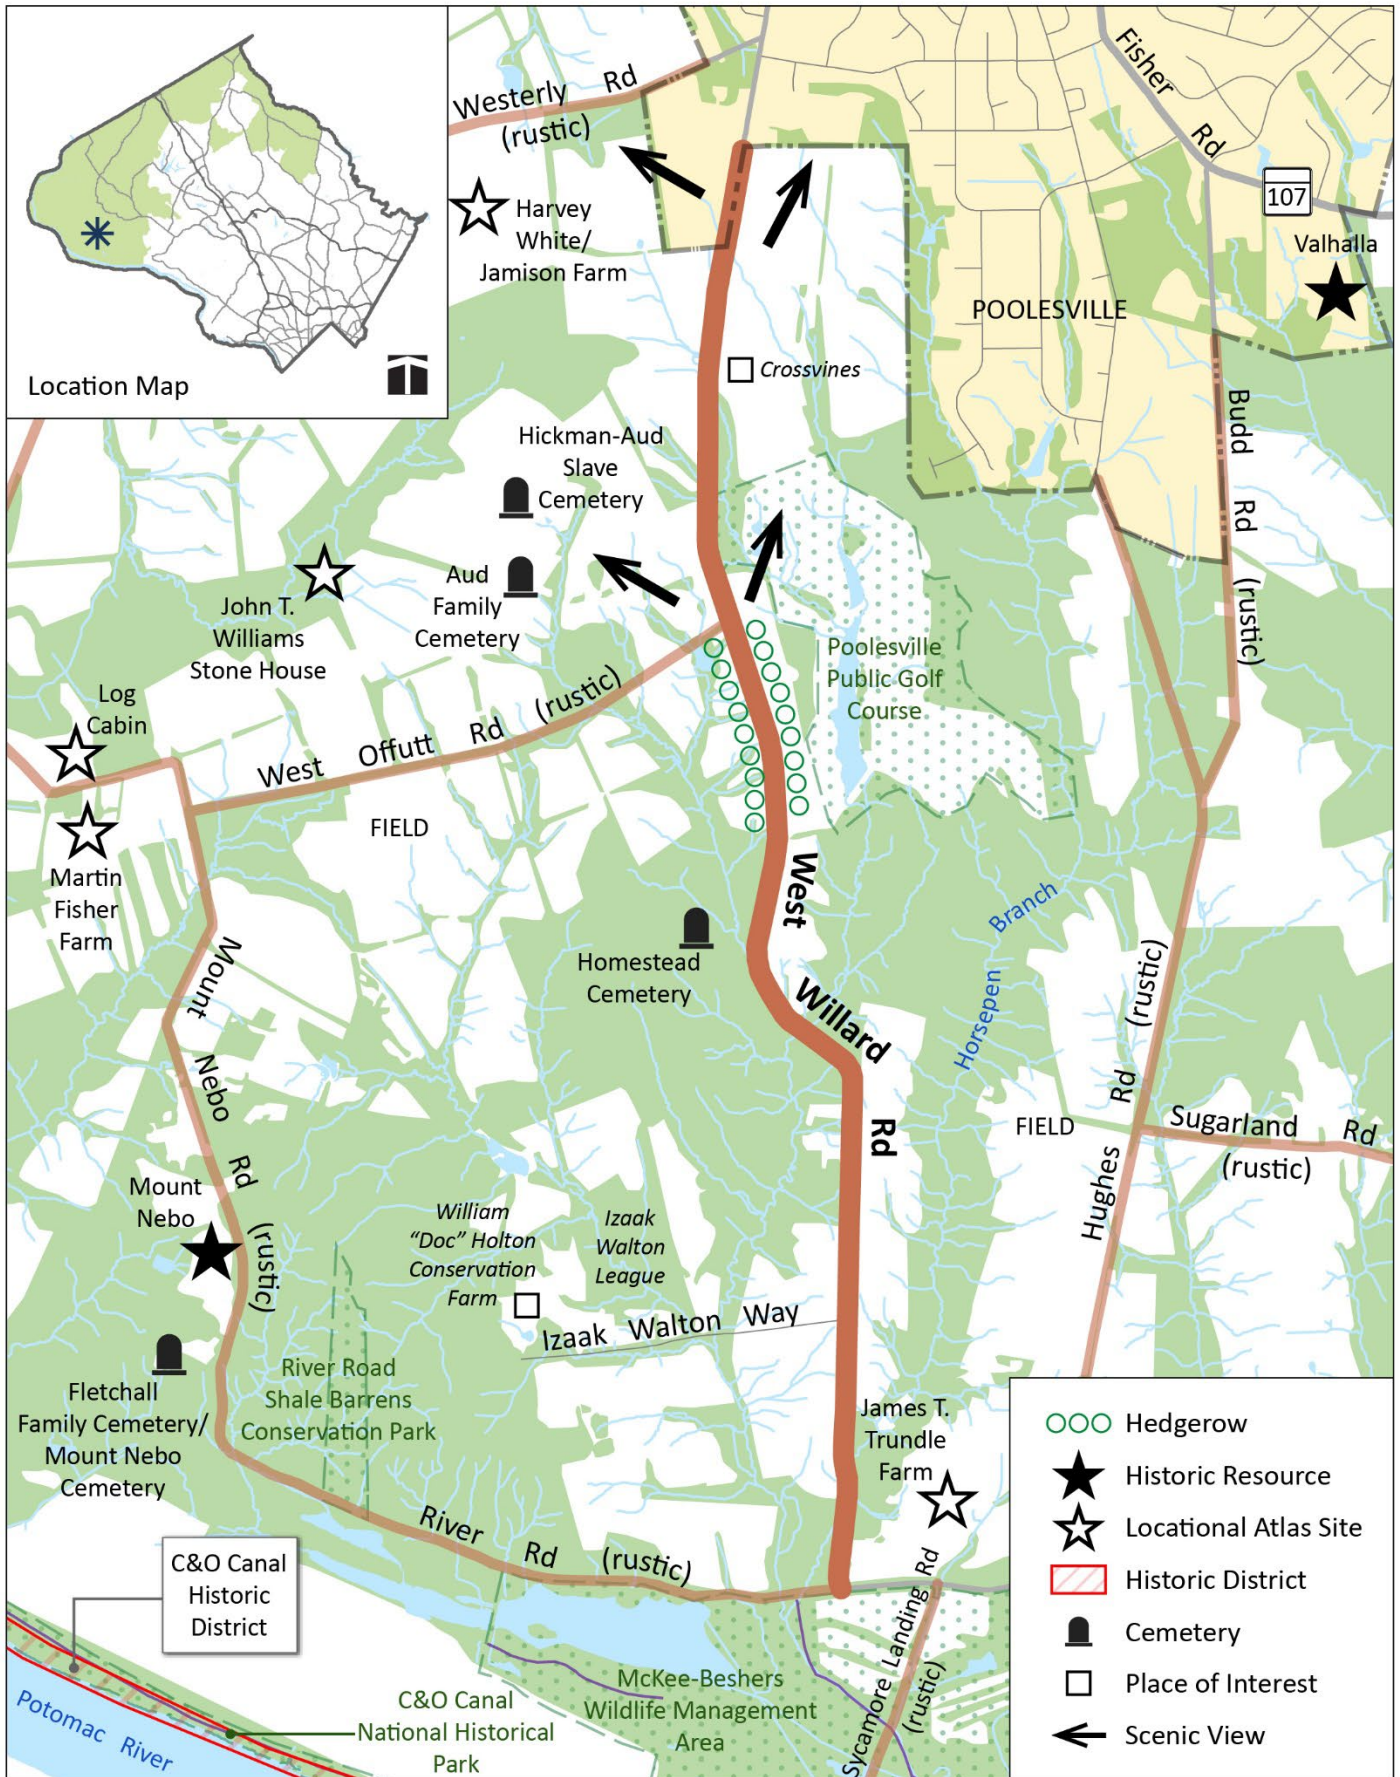 Location Map
Westerly Rd
(rustic)
Fisher Rd
107
Harvey
White/
Jamison Farm
Valhalla
POOLESVILLE
Crossvines
Budd Rd (rustic)
Hickman-Aud
Slave
Cemetery
Aud
Family
Cemetery
John T.
Williams
Stone House
Poolesville
Public Golf
Course
Log
Cabin
West Offutt Rd (rustic)
FIELD
Martin
Fisher
Farm
West Willard Rd
Horsepen Branch
Homestead
Cemetery
Mount Nebo Rd (rustic)
Hughes Rd (rustic)
FIELD
Sugarland Rd
(rustic)
Mount
Nebo
William
“Doc” Holton
Conservation
Farm
Izaak
Walton
League
Izaak Walton Way
Fletchall
Family Cemetery/
Mount Nebo
Cemetery
River Road
Shale Barrens
Conservation Park
James T.
Trundle
Farm
River Rd (rustic)
Sycamore Landing Rd
(rustic)
C&O Canal
Historic
District
McKee-Beshers
Wildlife Management
Area
C&O Canal
National Historical
Park
Potomac River
Hedgerow
Historic Resource
Locational Atlas Site
Historic District
Cemetery
Place of Interest
Scenic View